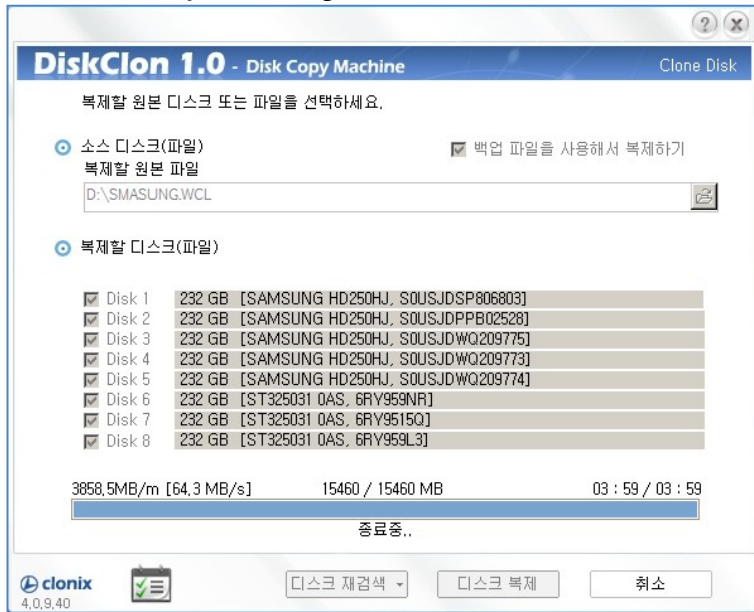 ? x
DiskClon 1.0 - Disk Copy Machine Clone Disk
복제할 원본 디스크 또는 파일을 선택하세요.
소스 디스크(파일) 백업 파일을 사용해서 복제하기
복제할 원본 파일
D:\SMASUNG.WCL
복제할 디스크(파일)
Disk 1 232 GB [SAMSUNG HD250HJ, S0USJDSP806803]
Disk 2 232 GB [SAMSUNG HD250HJ, S0USJDPPB02528]
Disk 3 232 GB [SAMSUNG HD250HJ, S0USJDWQ209775]
Disk 4 232 GB [SAMSUNG HD250HJ, S0USJDWQ209773]
Disk 5 232 GB [SAMSUNG HD250HJ, S0USJDWQ209774]
Disk 6 232 GB [ST325031 0AS, 6RY959NR]
Disk 7 232 GB [ST325031 0AS, 6RY9515Q]
Disk 8 232 GB [ST325031 0AS, 6RY959L3]
3858,5MB/m [64,3 MB/s] 15460 / 15460 MB 03 : 59 / 03 : 59
종료중..
clonix 디스크 재검색 디스크 복제 취소
4,0,9,40